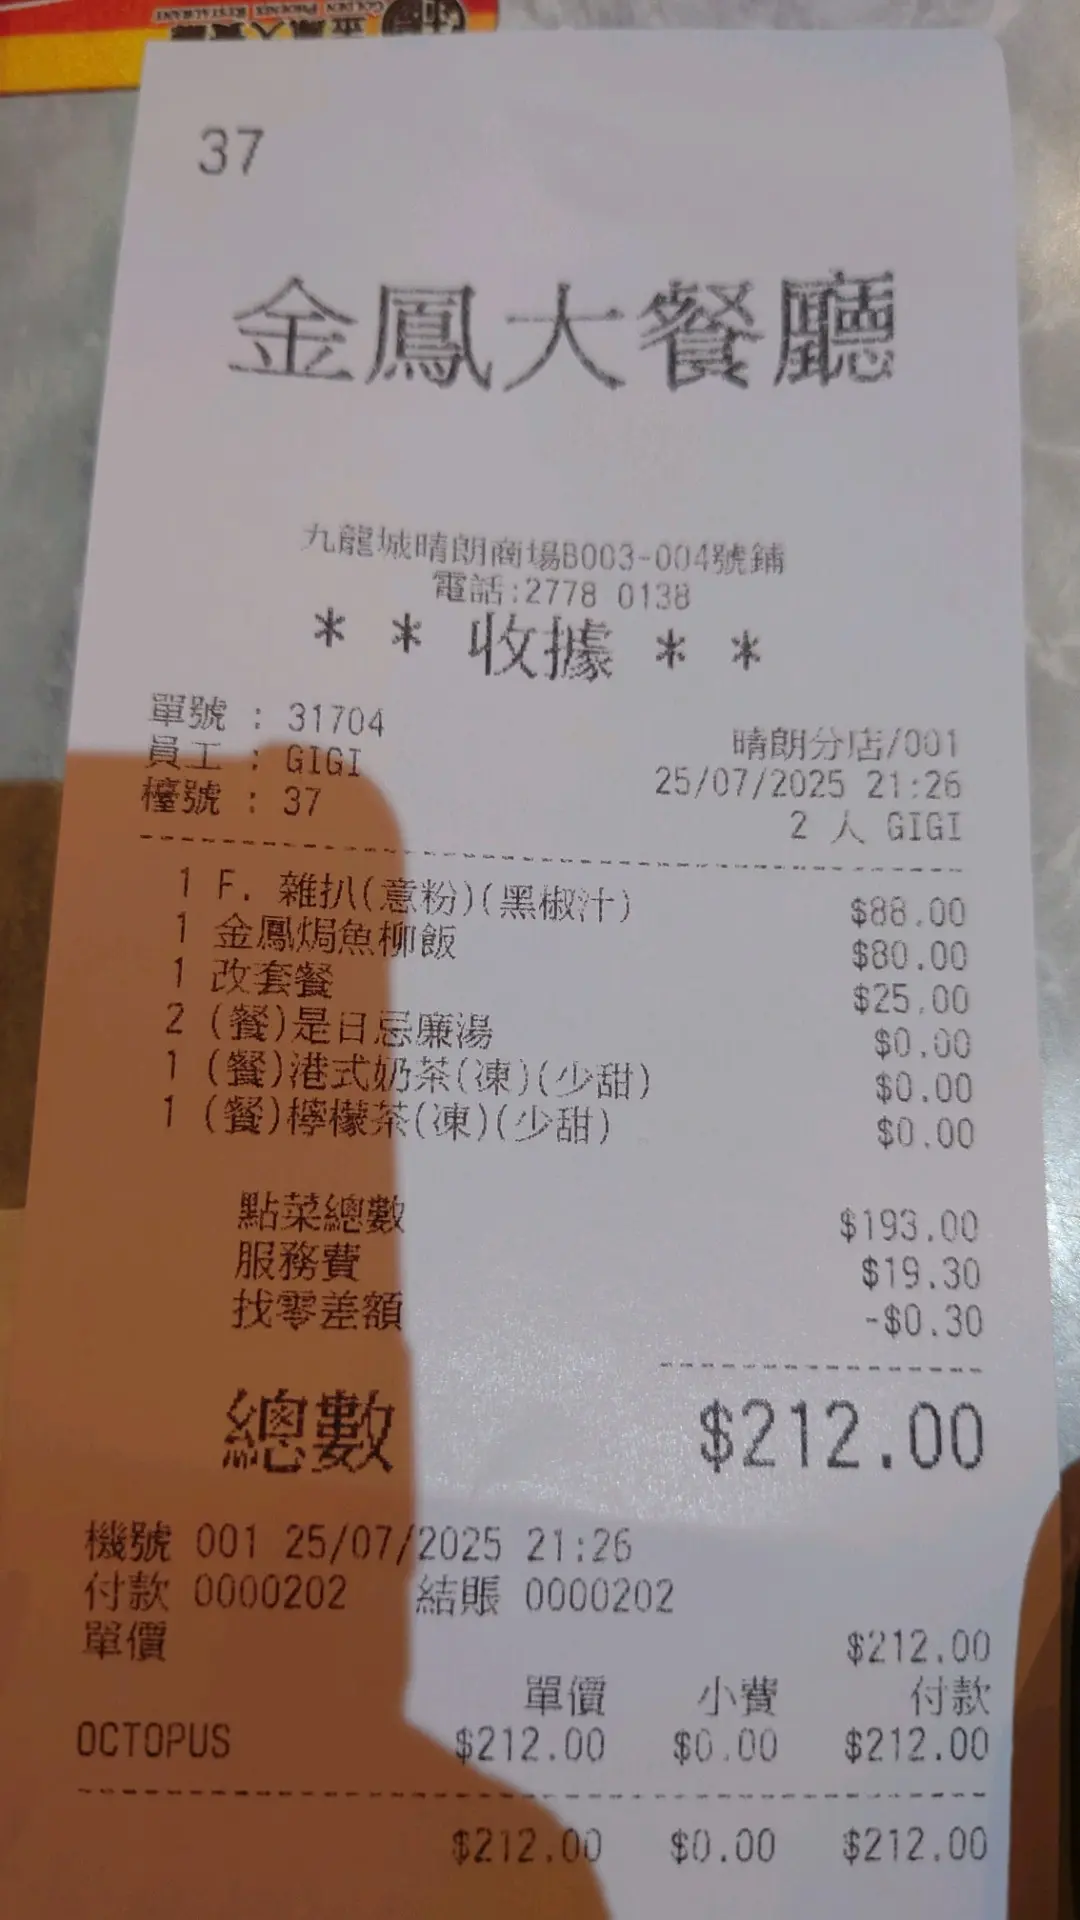 金鳳大餐廳
GOLDEN PHOENIX RESTAURANT
37
金鳳大餐廳
九龍城晴朗商場B003-004號鋪
電話:2778 0138
* * 收據 * *
單號 : 31704
員工 : GIGI 晴朗分店/001
檯號 : 37 25/07/2025 21:26
2 人 GIGI
1 F. 雜扒(意粉)(黑椒汁) $88.00
1 金鳳焗魚柳飯 $80.00
1 改套餐 $25.00
2 (餐)是日忌廉湯 $0.00
1 (餐)港式奶茶(凍)(少甜) $0.00
1 (餐)檸檬茶(凍)(少甜) $0.00
點菜總數 $193.00
服務費 $19.30
找零差額 -$0.30
總數 $212.00
機號 001 25/07/2025 21:26
付款 0000202 結賬 0000202
單價 $212.00
單價 小費 付款
OCTOPUS $212.00 $0.00 $212.00
$212.00 $0.00 $212.00